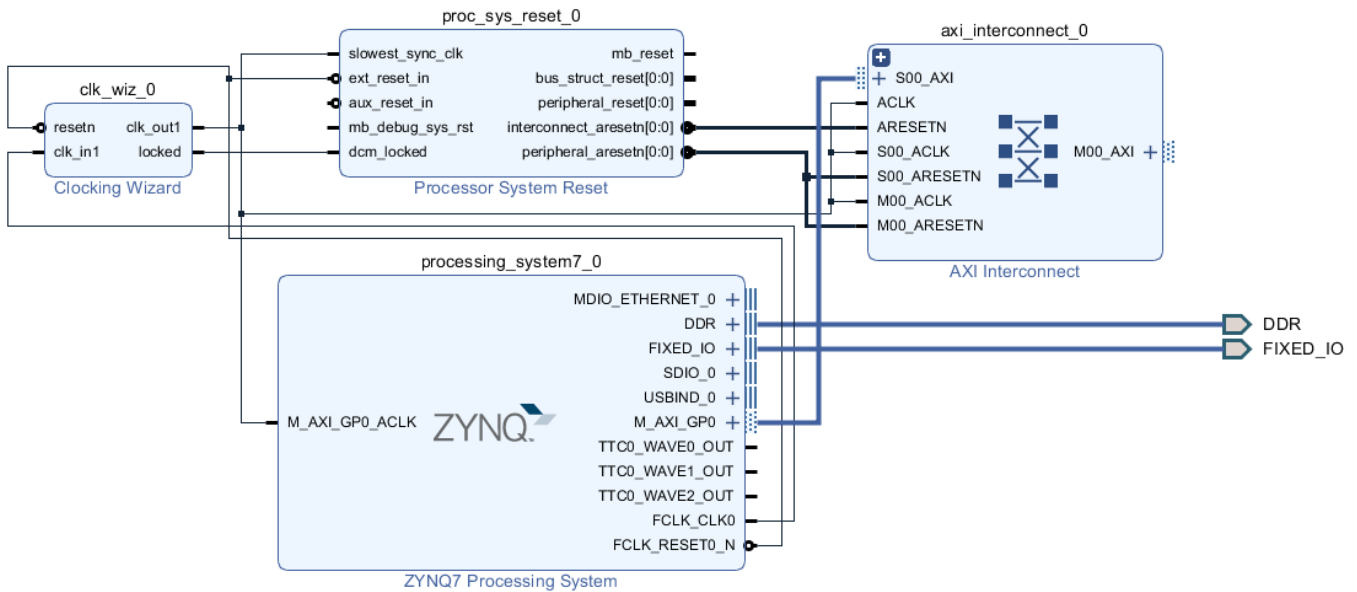 proc_sys_reset_0
slowest_sync_clk
ext_reset_in
aux_reset_in
mb_debug_sys_rst
dcm_locked
mb_reset
bus_struct_reset[0:0]
peripheral_reset[0:0]
interconnect_aresetn[0:0]
peripheral_aresetn[0:0]
Processor System Reset
axi_interconnect_0
S00_AXI
ACLK
ARESETN
S00_ACLK
S00_ARESETN
M00_ACLK
M00_ARESETN
M00_AXI
AXI Interconnect
clk_wiz_0
resetn
clk_in1
clk_out1
locked
Clocking Wizard
processing_system7_0
M_AXI_GP0_ACLK
ZYNQ
MDIO_ETHERNET_0
DDR
FIXED_IO
SDIO_0
USBIND_0
M_AXI_GP0
TTC0_WAVE0_OUT
TTC0_WAVE1_OUT
TTC0_WAVE2_OUT
FCLK_CLK0
FCLK_RESET0_N
ZYNQ7 Processing System
DDR
FIXED_IO